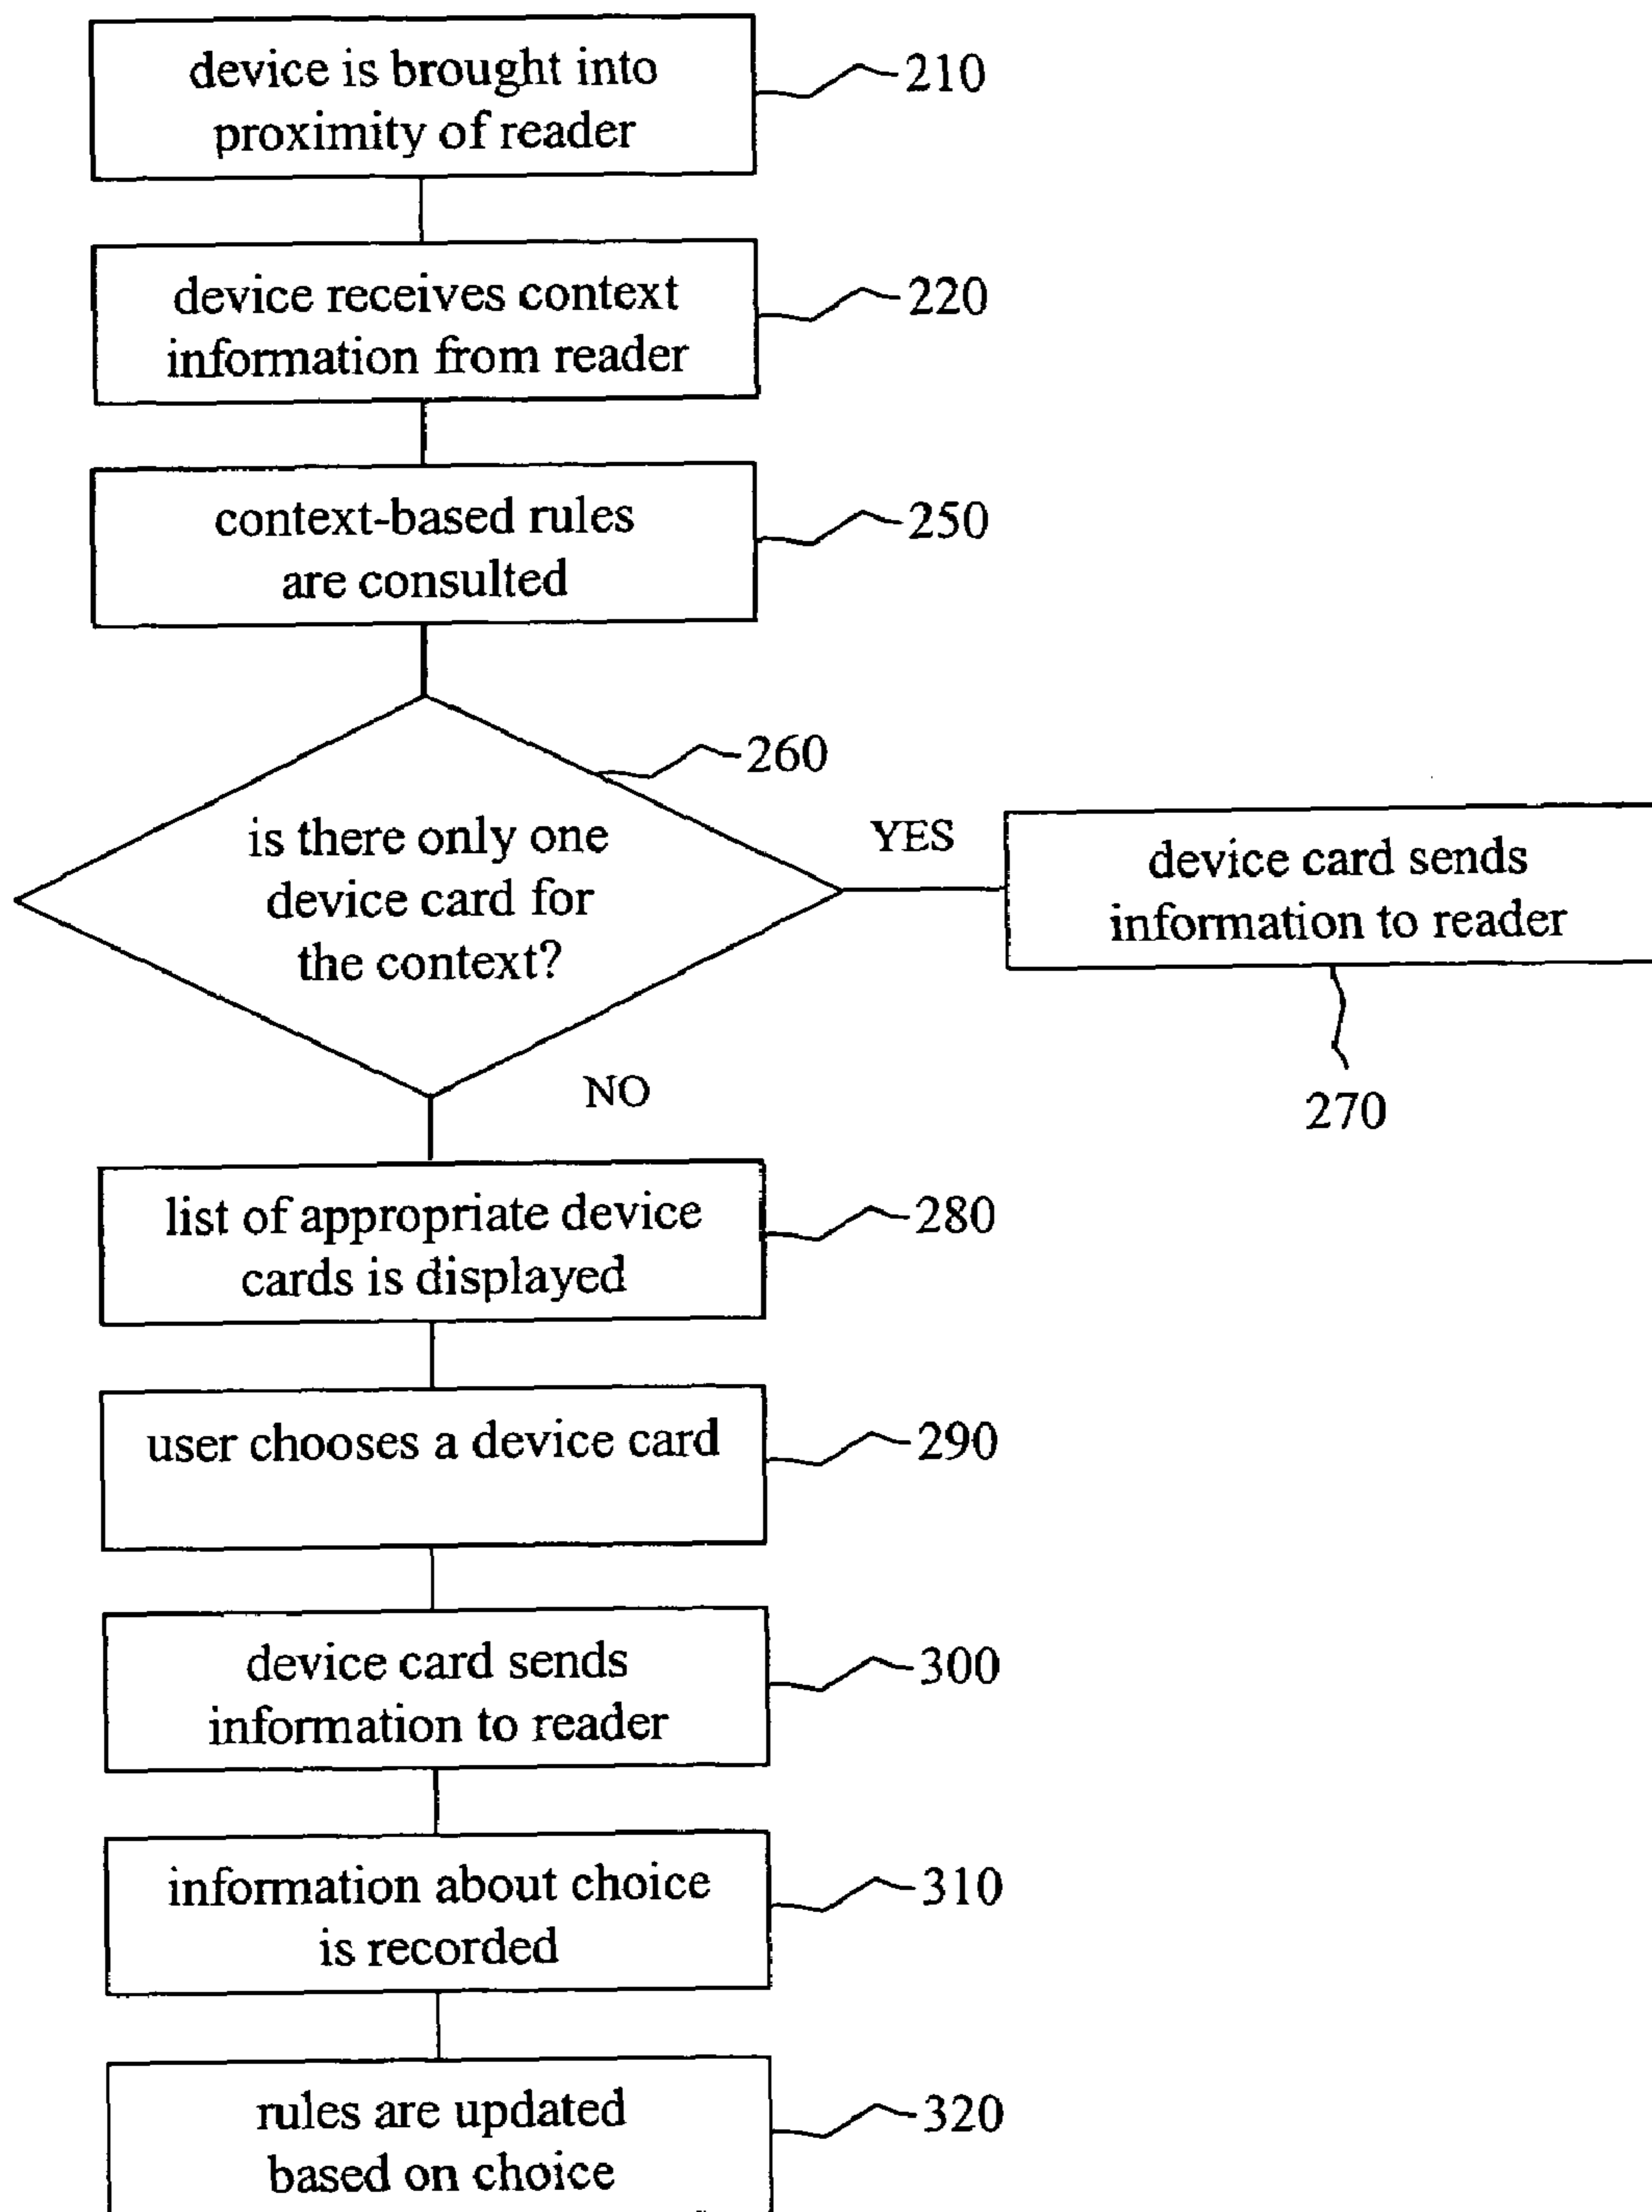 device is brought into
proximity of reader
210
device receives context
information from reader
220
context-based rules
are consulted
250
260
is there only one
device card for
the context?
YES
device card sends
information to reader
270
NO
list of appropriate device
cards is displayed
280
user chooses a device card
290
device card sends
information to reader
300
information about choice
is recorded
310
rules are updated
based on choice
320